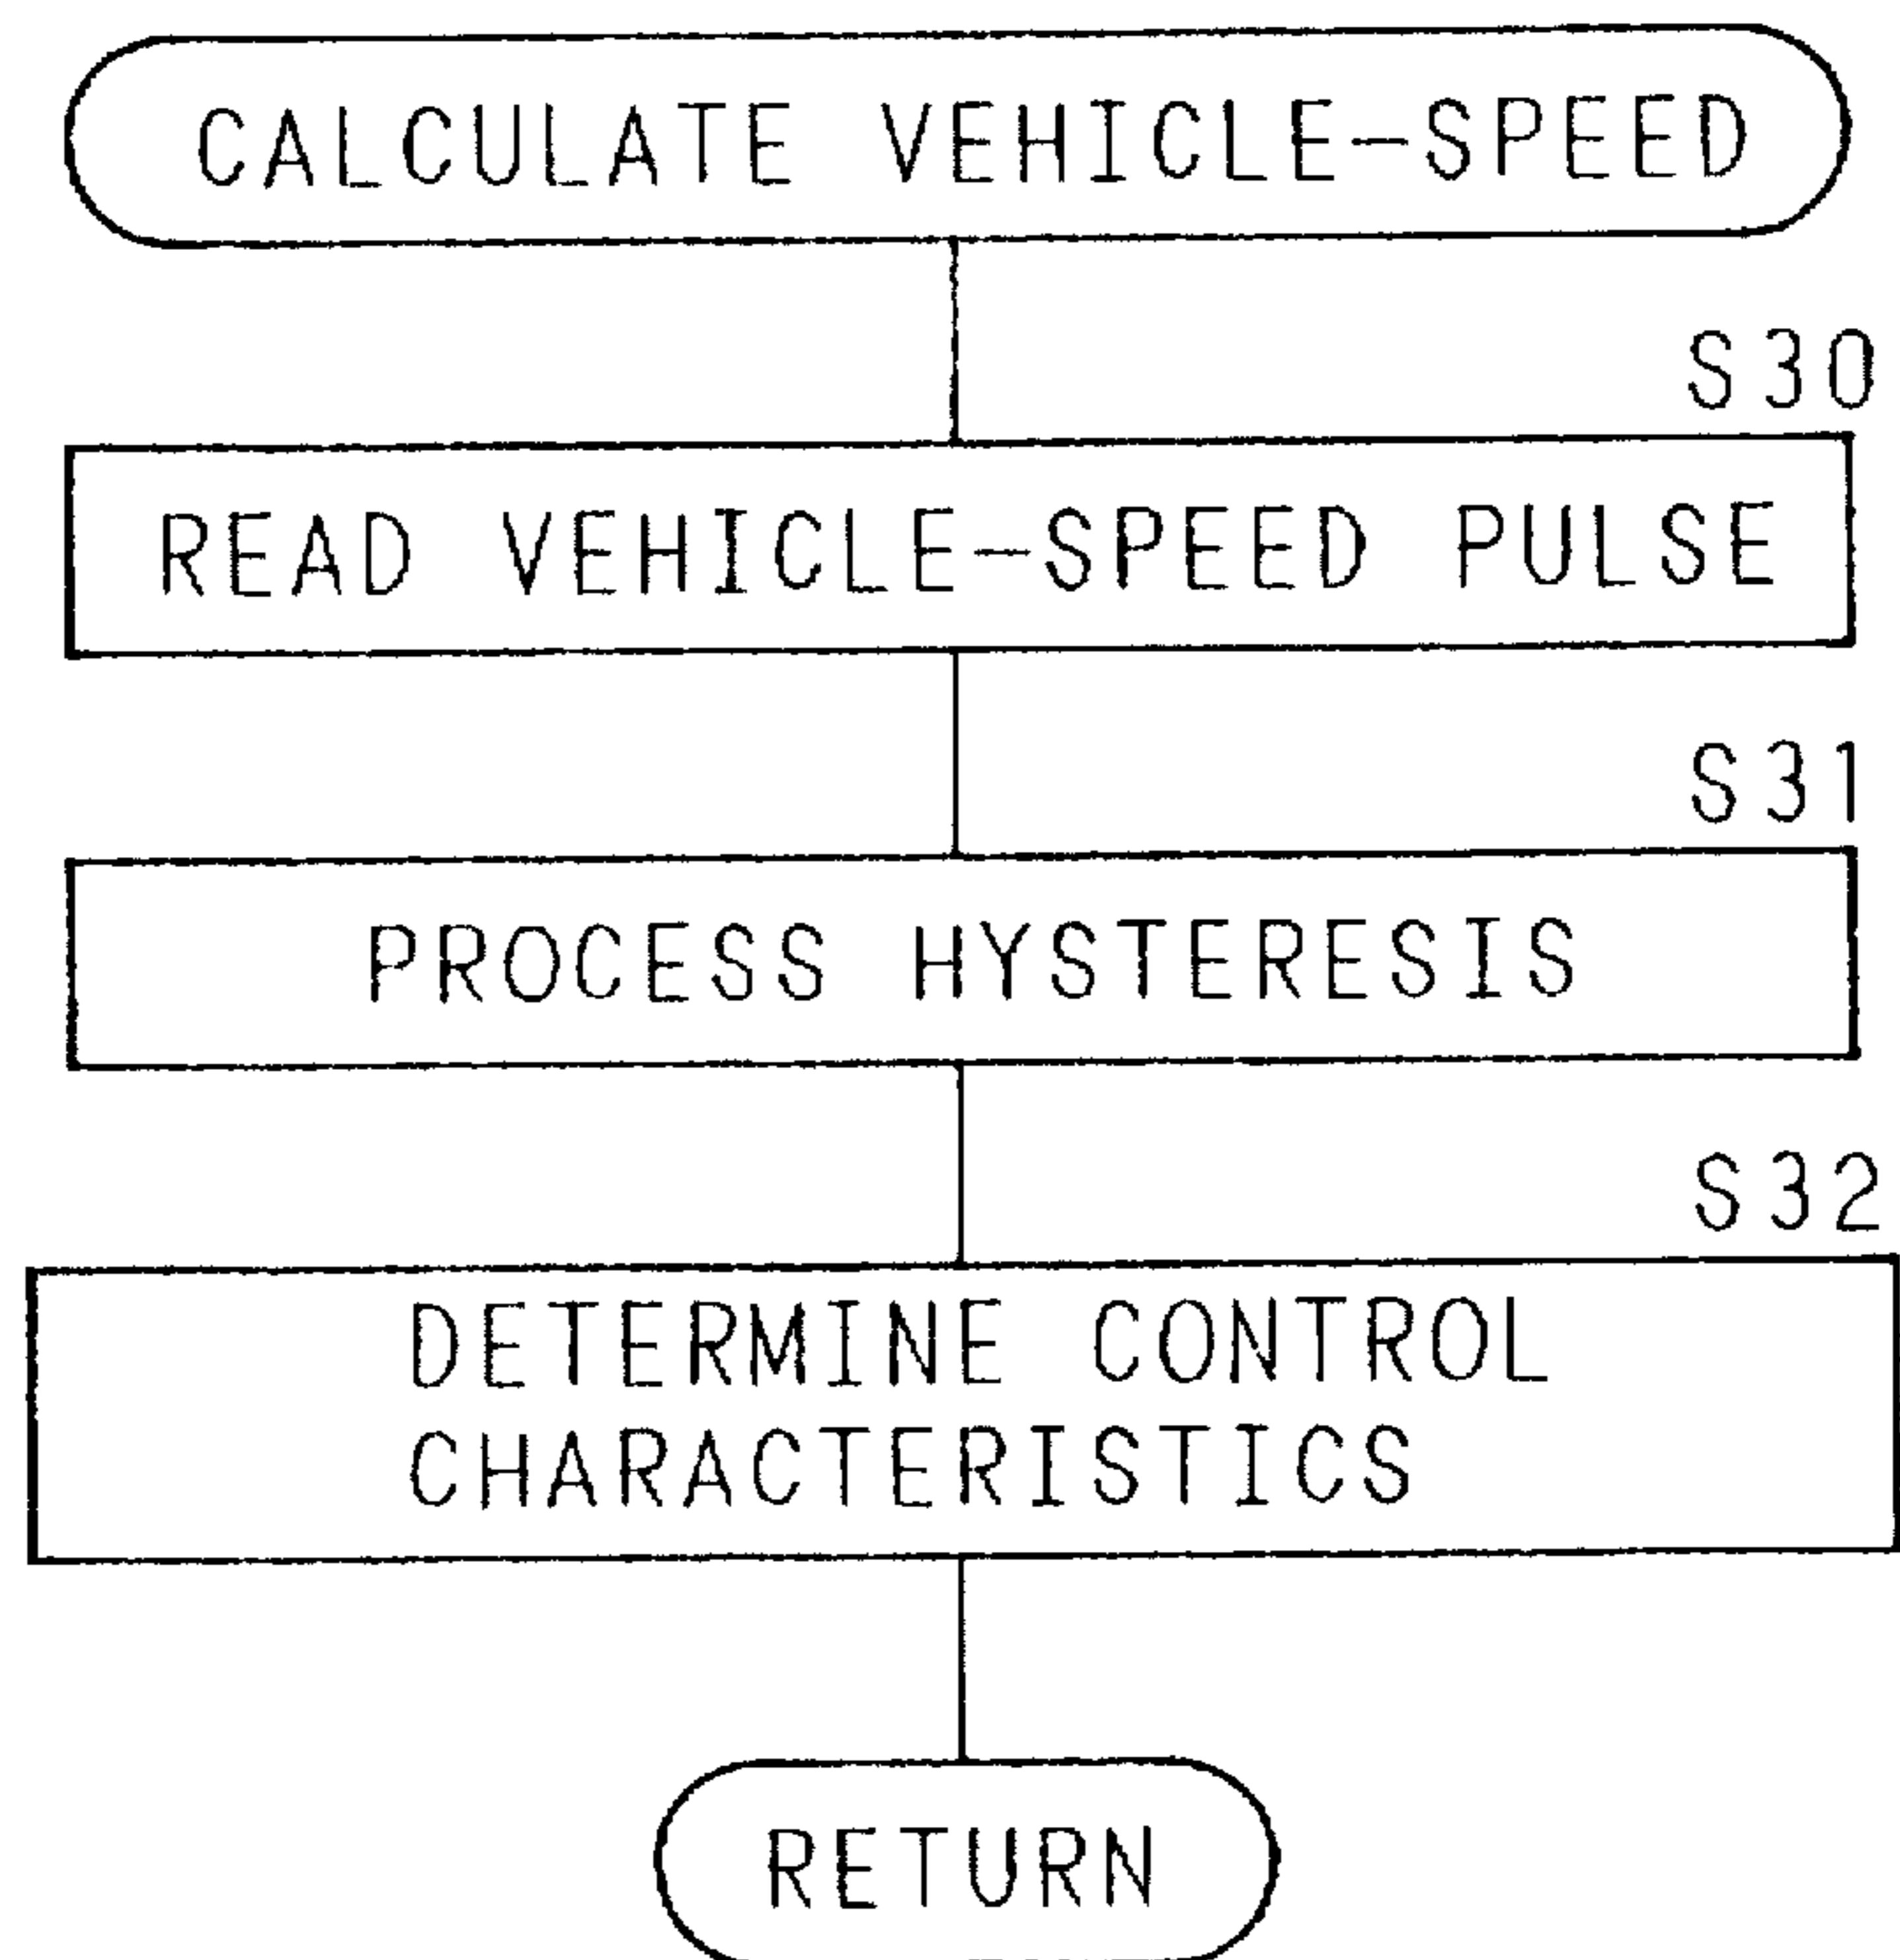 CALCULATE VEHICLE-SPEED
S30
READ VEHICLE-SPEED PULSE
S31
PROCESS HYSTERESIS
S32
DETERMINE CONTROL
CHARACTERISTICS
RETURN